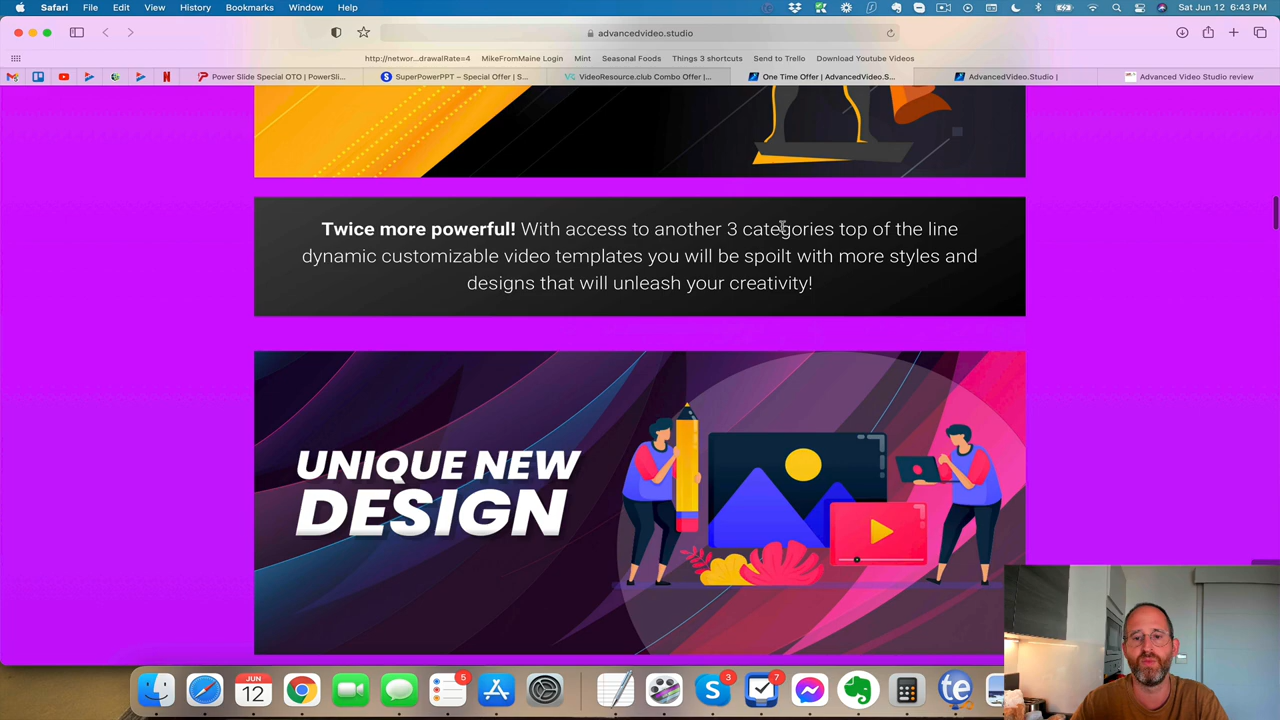 Safari File Edit View History Bookmarks Window Help Sat Jun 12 6:43 PM
advancedvideo.studio
http://networ...drawalRate=4 MikeFromMaine Login Mint Seasonal Foods Things 3 shortcuts Send to Trello Download Youtube Videos
Power Slide Special OTO | PowerSli... SuperPowerPPT – Special Offer | S... VideoResource.club Combo Offer |... One Time Offer | AdvancedVideo.S... AdvancedVideo.Studio | Advanced Video Studio review
Twice more powerful! With access to another 3 categories top of the line
dynamic customizable video templates you will be spoilt with more styles and
designs that will unleash your creativity!
UNIQUE NEW
DESIGN
JUN
12
5
3
7
te